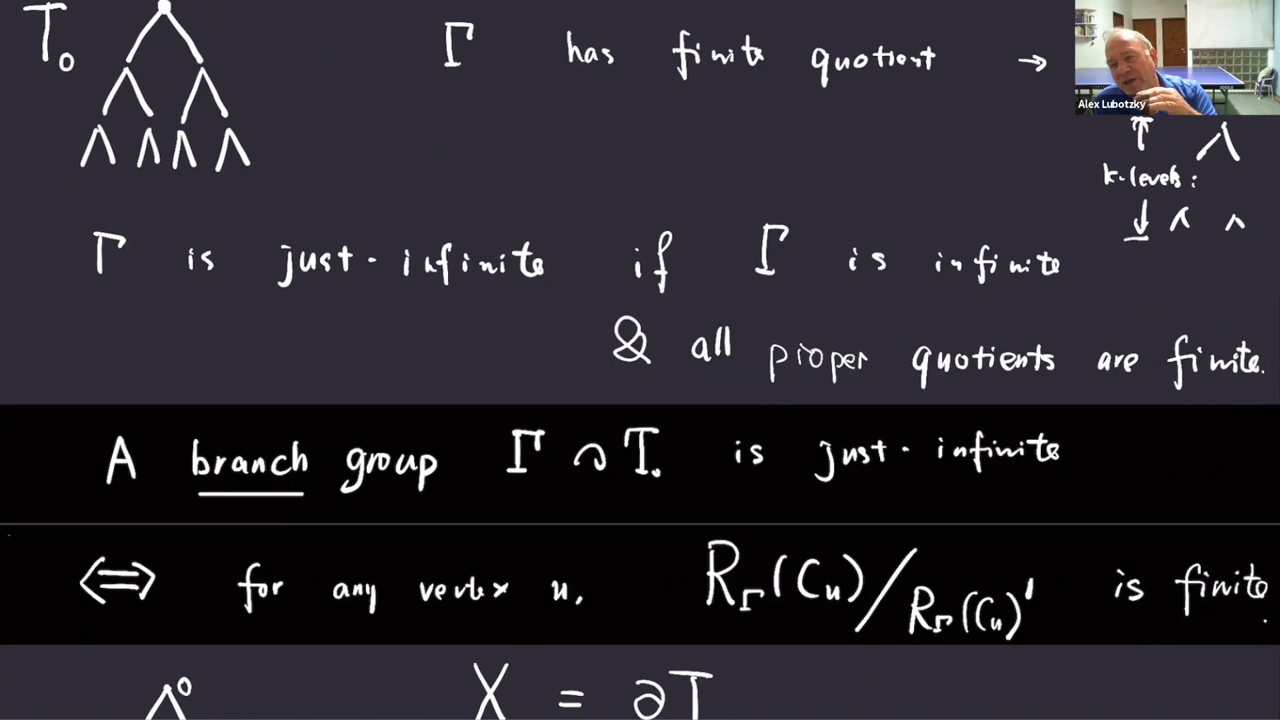 T₀
Γ has finite quotient →
Alex Lubotzky
k-levels:
Γ is just-infinite if Γ is infinite
& all proper quotients are finite.
A branch group Γ ↷ T₀ is just-infinite
⟺ for any vertex u, R_Γ(C_u)/R_Γ(C_u)' is finite.
0
X = ∂T